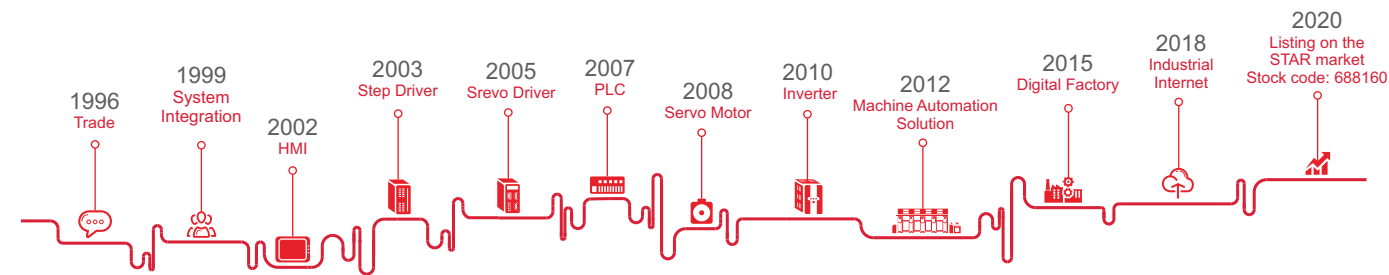 1996
Trade
1999
System
Integration
2002
HMI
2003
Step Driver
2005
Srevo Driver
2007
PLC
2008
Servo Motor
2010
Inverter
2012
Machine Automation
Solution
2015
Digital Factory
2018
Industrial
Internet
2020
Listing on the
STAR market
Stock code: 688160